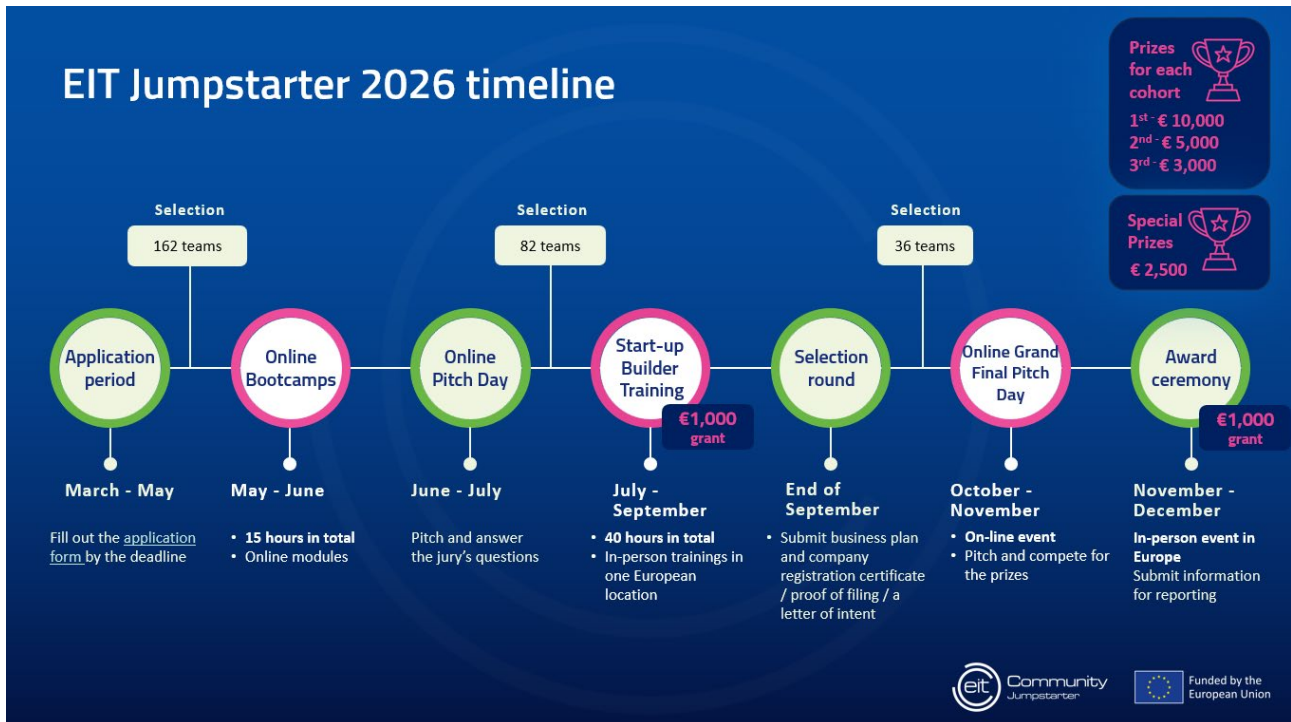 EIT Jumpstarter 2026 timeline
Prizes
for each
cohort
1st - € 10,000
2nd - € 5,000
3rd - € 3,000
Special
Prizes
€ 2,500
Selection
162 teams
Selection
82 teams
Selection
36 teams
Application
period
Online
Bootcamps
Online
Pitch Day
Start-up
Builder
Training
€1,000
grant
Selection
round
Online Grand
Final Pitch
Day
Award
ceremony
€1,000
grant
March - May
Fill out the application
form by the deadline
May - June
• 15 hours in total
• Online modules
June - July
Pitch and answer
the jury's questions
July -
September
• 40 hours in total
• In-person trainings in
one European
location
End of
September
• Submit business plan
and company
registration certificate
/ proof of filing / a
letter of intent
October -
November
• On-line event
• Pitch and compete for
the prizes
November -
December
In-person event in
Europe
Submit information
for reporting
eit Community
Jumpstarter
Funded by the
European Union